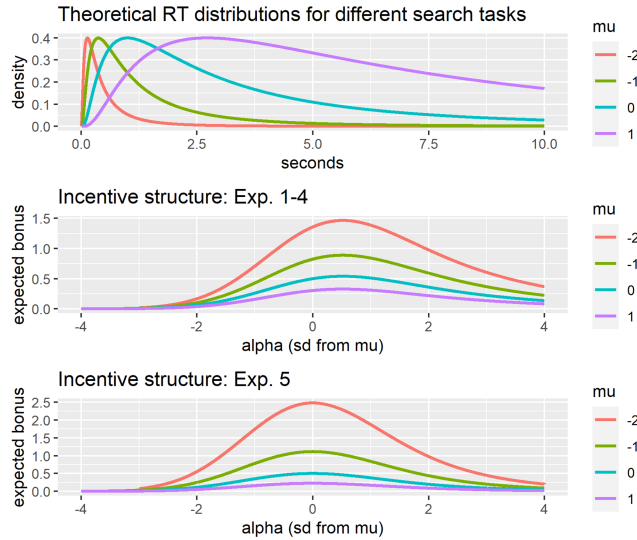 Theoretical RT distributions for different search tasks
density
0.4
0.3
0.2
0.1
0.0
0.0 2.5 5.0 7.5 10.0
seconds
mu
-2
-1
0
1
Incentive structure: Exp. 1-4
expected bonus
1.5
1.0
0.5
0.0
-4 -2 0 2 4
alpha (sd from mu)
mu
-2
-1
0
1
Incentive structure: Exp. 5
expected bonus
2.5
2.0
1.5
1.0
0.5
0.0
-4 -2 0 2 4
alpha (sd from mu)
mu
-2
-1
0
1